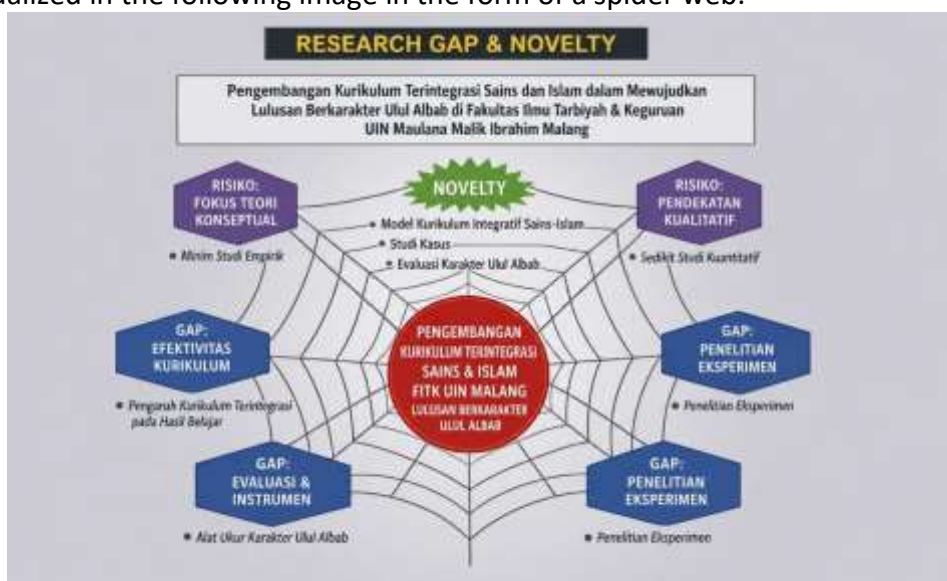 ualized in the following image in the form of a spider web:
RESEARCH GAP & NOVELTY
Pengembangan Kurikulum Terintegrasi Sains dan Islam dalam Mewujudkan
Lulusan Berkarakter Ulul Albab di Fakultas Ilmu Tarbiyah & Keguruan
UIN Maulana Malik Ibrahim Malang
RISIKO:
FOKUS TEORI
KONSEPTUAL
• Minim Studi Empirik
NOVELTY
• Model Kurikulum Integratif Sains-Islam
• Studi Kasus
• Evaluasi Karakter Ulul Albab
RISIKO:
PENDEKATAN
KUALITATIF
• Sedikit Studi Kuantitatif
GAP:
EFEKTIVITAS
KURIKULUM
• Pengaruh Kurikulum Terintegrasi
pada Hasil Belajar
PENGEMBANGAN
KURIKULUM TERINTEGRASI
SAINS & ISLAM
FITK UIN MALANG
LULUSAN BERKARAKTER
ULUL ALBAB
GAP:
PENELITIAN
EKSPERIMEN
• Penelitian Eksperimen
GAP:
EVALUASI &
INSTRUMEN
• Alat Ukur Karakter Ulul Albab
GAP:
PENELITIAN
EKSPERIMEN
• Penelitian Eksperimen